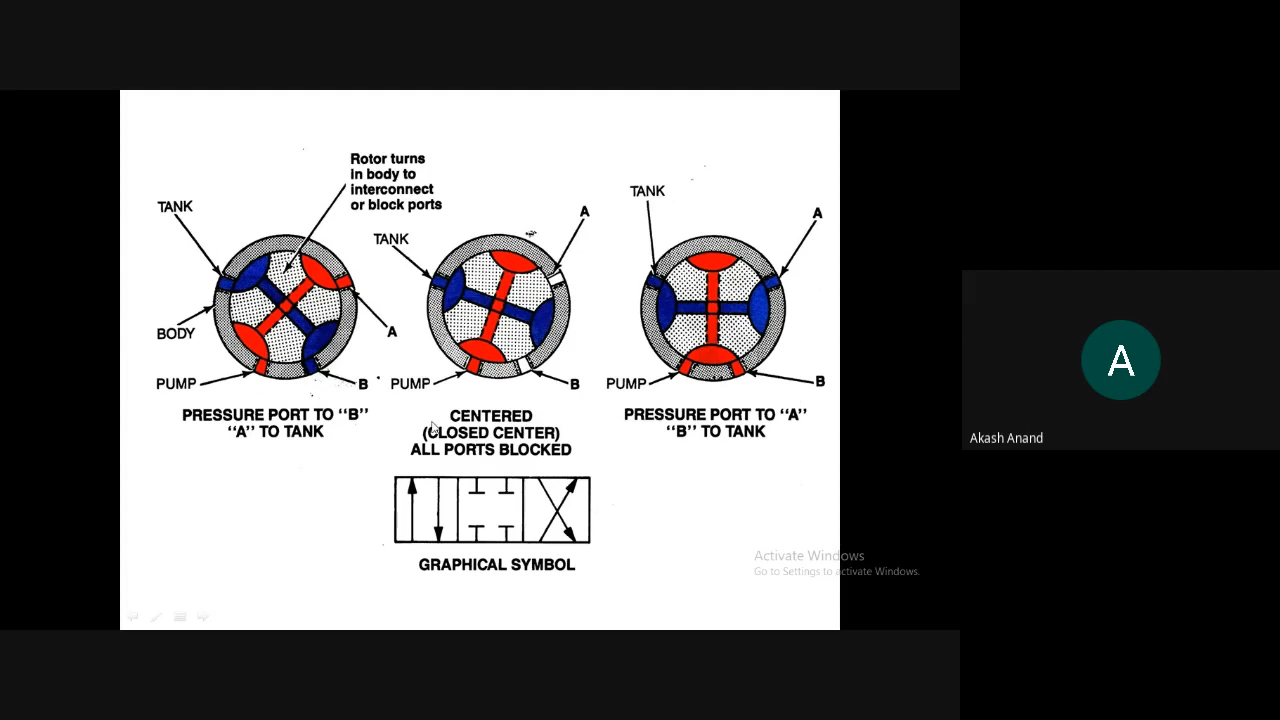 Rotor turns
in body to
interconnect
or block ports
TANK
BODY
PUMP
A
B
PRESSURE PORT TO "B"
"A" TO TANK
TANK
A
PUMP
B
CENTERED
(CLOSED CENTER)
ALL PORTS BLOCKED
TANK
A
PUMP
B
PRESSURE PORT TO "A"
"B" TO TANK
GRAPHICAL SYMBOL
Activate Windows
Go to Settings to activate Windows.
A
Akash Anand